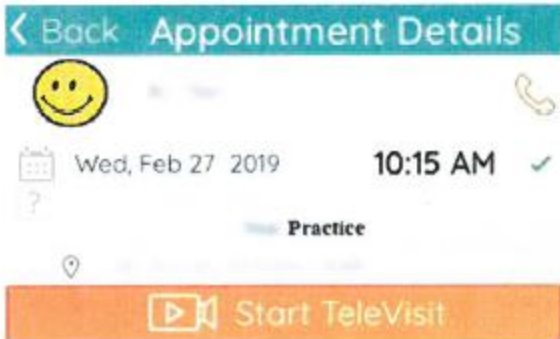 Back Appointment Details
Wed, Feb 27 2019 10:15 AM
?
Practice
Start TeleVisit